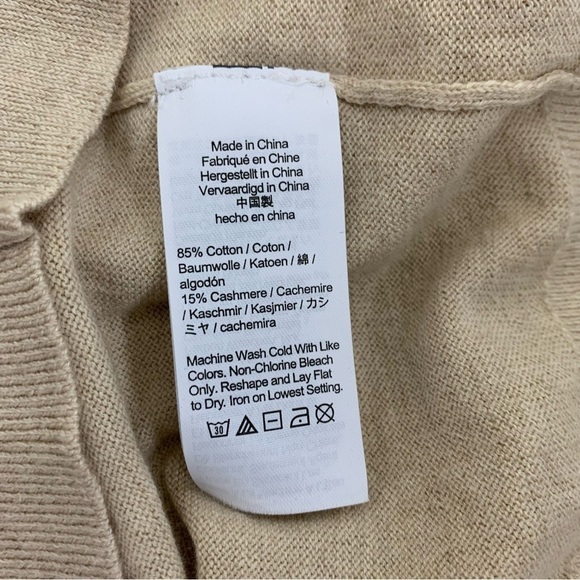 Made in China
Fabriqué en Chine
Hergestellt in China
Vervaardigd in China
中国製
hecho en china
85% Cotton / Coton /
Baumwolle / Katoen / 綿 /
algodón
15% Cashmere / Cachemire
/ Kaschmir / Kasjmier / カシ
ミヤ / cachemira
Machine Wash Cold With Like
Colors. Non-Chlorine Bleach
Only. Reshape and Lay Flat
to Dry. Iron on Lowest Setting.
30